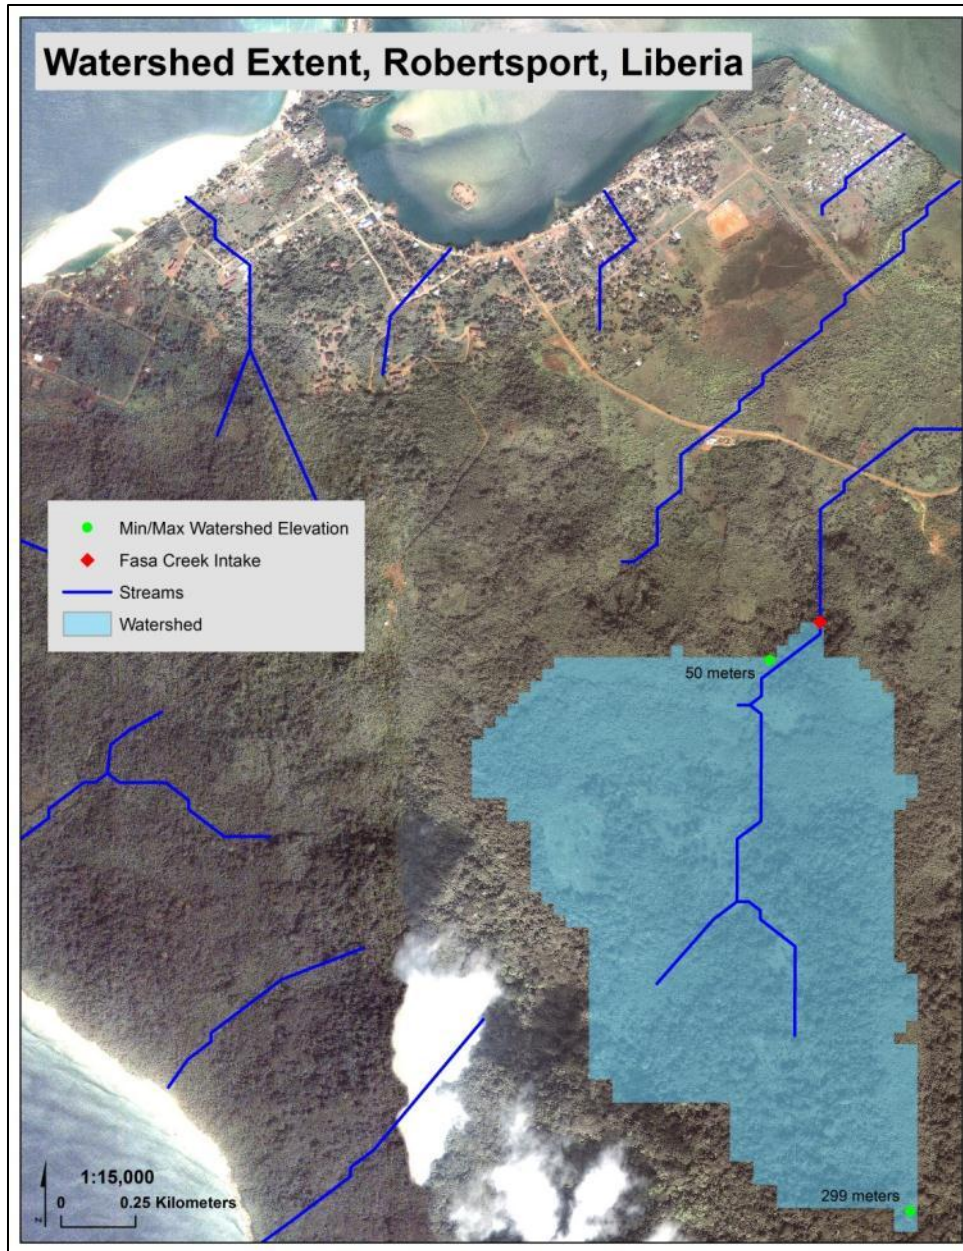 Watershed Extent, Robertsport, Liberia
Min/Max Watershed Elevation
Fasa Creek Intake
Streams
Watershed
50 meters
299 meters
1:15,000
0 0.25 Kilometers
N